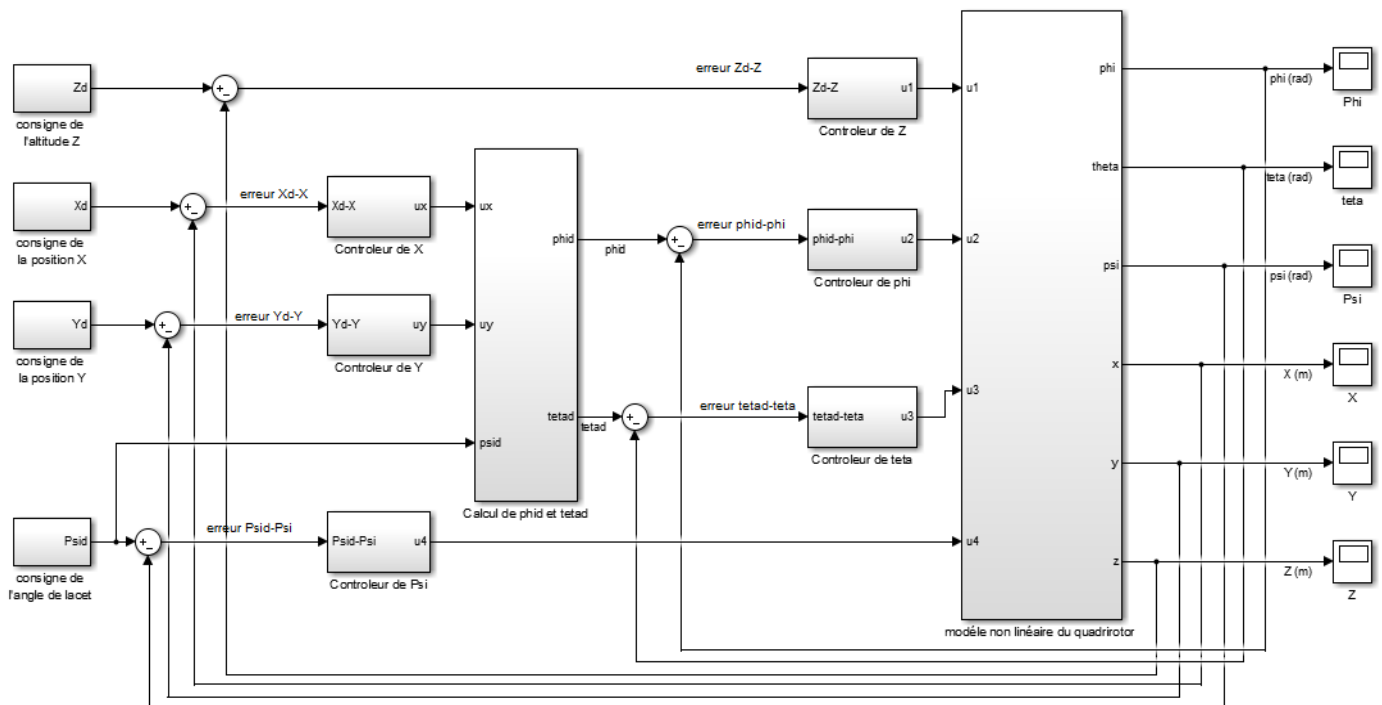 Zd
consigne de
l'altitude Z
erreur Zd-Z
Zd-Z
u1
Controleur de Z
Xd
consigne de
la position X
erreur Xd-X
Xd-X
ux
Controleur de X
Yd
consigne de
la position Y
erreur Yd-Y
Yd-Y
uy
Controleur de Y
Psid
consigne de
l'angle de lacet
erreur Psid-Psi
Psid-Psi
u4
Controleur de Psi
ux
uy
psid
phid
tetad
Calcul de phid et tetad
phid
tetad
erreur phid-phi
phid-phi
u2
Controleur de phi
erreur tetad-teta
tetad-teta
u3
Controleur de teta
u1
u2
u3
u4
phi
theta
psi
x
y
z
modéle non linéaire du quadrirotor
phi (rad)
Phi
teta (rad)
teta
psi (rad)
Psi
X (m)
X
Y (m)
Y
Z (m)
Z